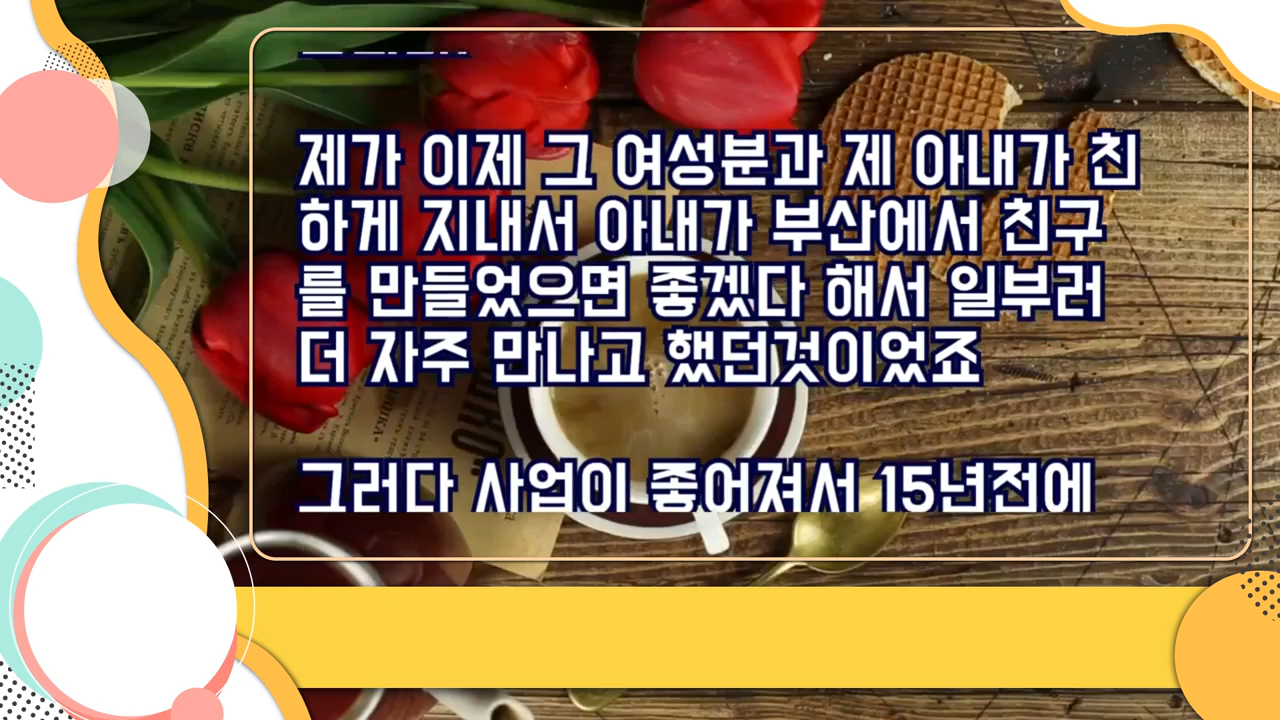 제가 이제 그 여성분과 제 아내가 친
하게 지내서 아내가 부산에서 친구
를 만들었으면 좋겠다 해서 일부러
더 자주 만나고 했던것이었죠
그러다 사업이 좋어져서 15년전에